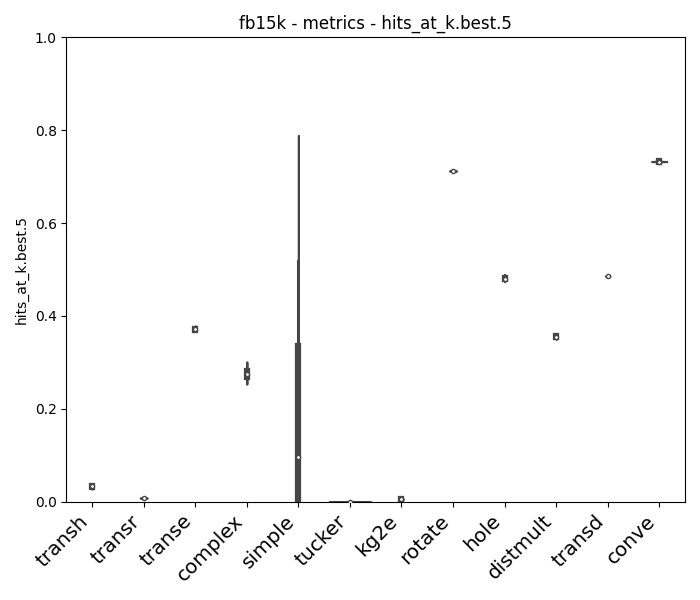 fb15k - metrics - hits_at_k.best.5
1.0
0.8
0.6
0.4
0.2
0.0
hits_at_k.best.5
transh
transr
transe
complex
simple
tucker
kg2e
rotate
hole
distmult
transd
conve